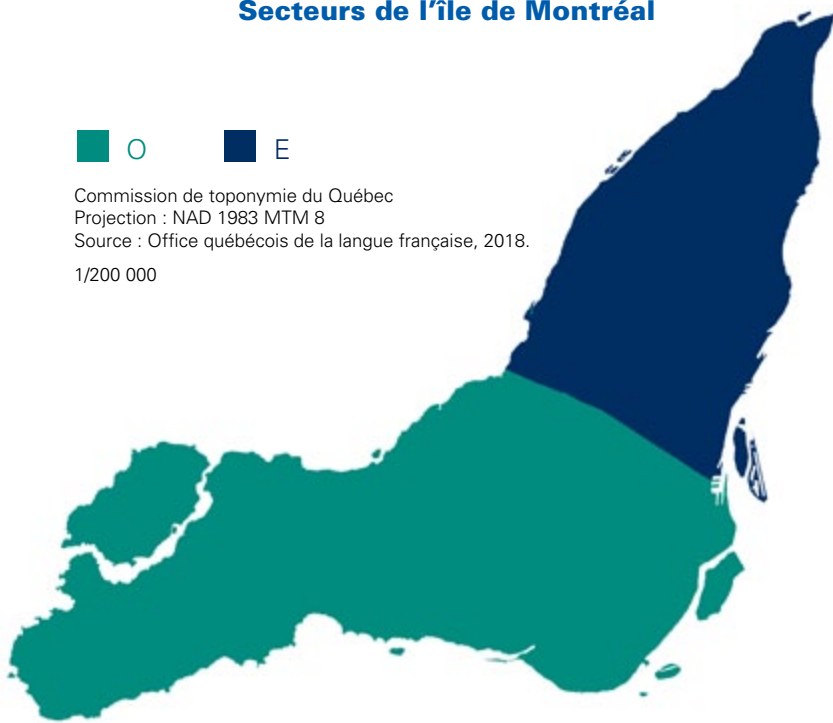 Secteurs de l'île de Montréal
O E
Commission de toponymie du Québec
Projection : NAD 1983 MTM 8
Source : Office québécois de la langue française, 2018.
1/200 000